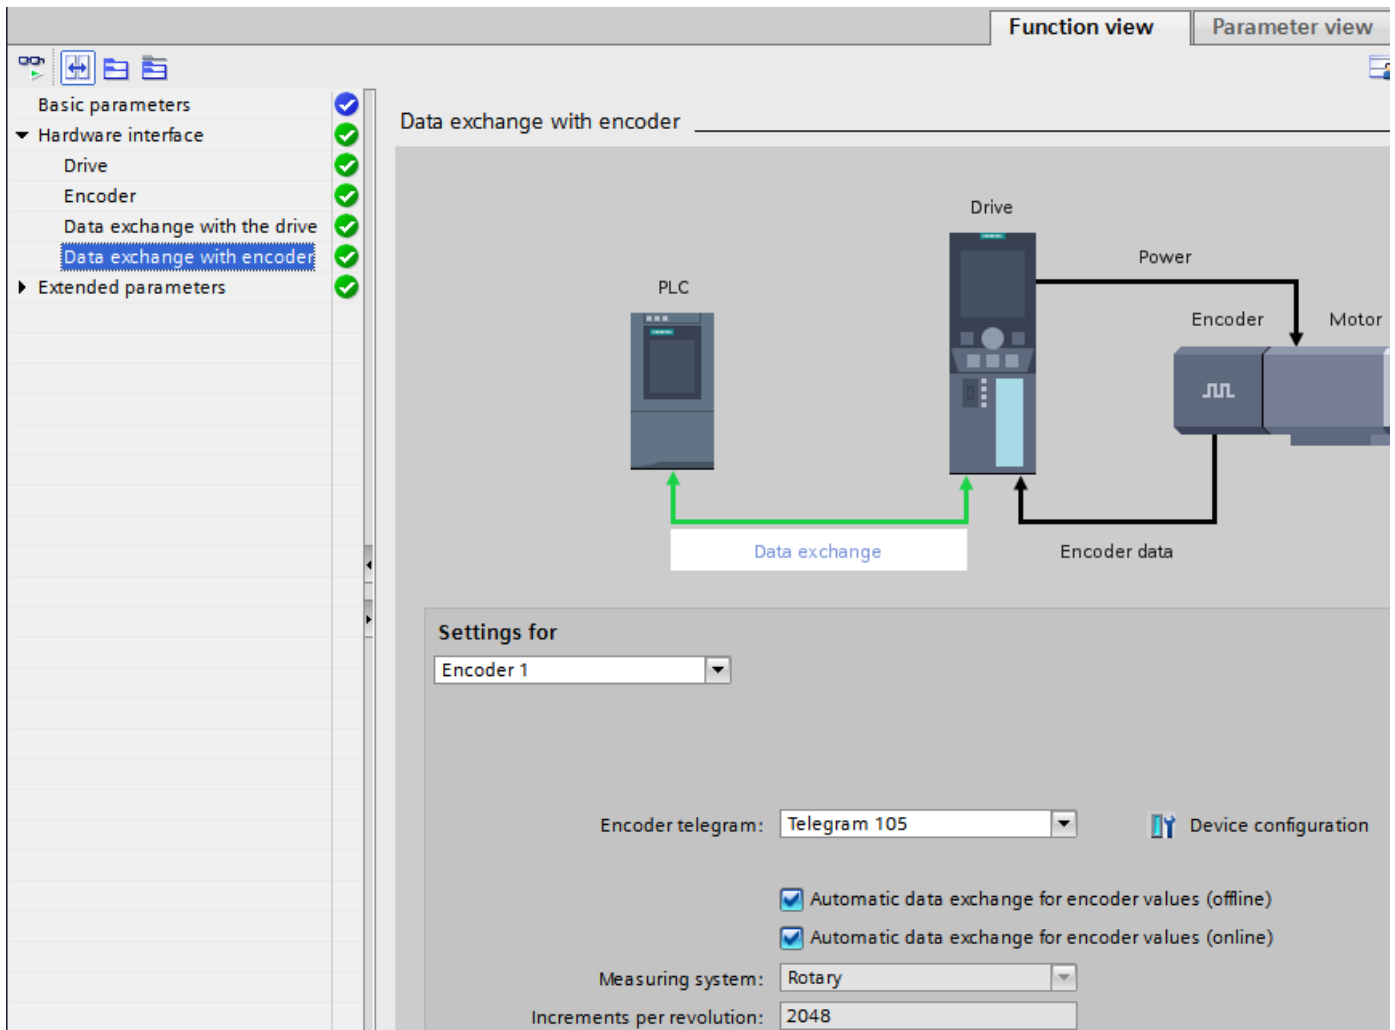 Function view
Parameter view
Basic parameters
Hardware interface
Drive
Encoder
Data exchange with the drive
Data exchange with encoder
Extended parameters
Data exchange with encoder
Drive
Power
PLC
Encoder
Motor
Data exchange
Encoder data
Settings for
Encoder 1
Encoder telegram:
Telegram 105
Device configuration
Automatic data exchange for encoder values (offline)
Automatic data exchange for encoder values (online)
Measuring system:
Rotary
Increments per revolution:
2048